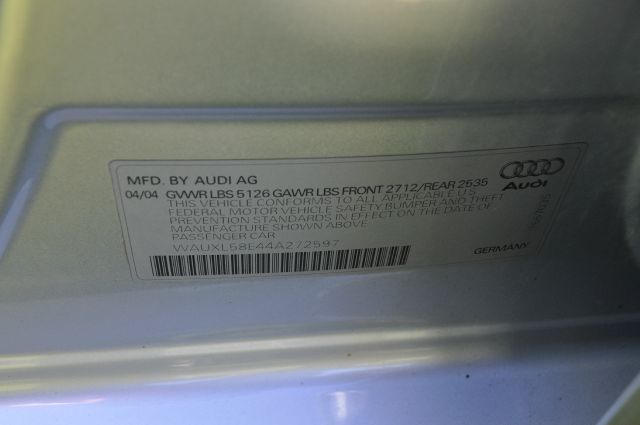 MFD. BY AUDI AG
04/04 GVWR LBS 5126 GAWR LBS FRONT 2712/REAR 2535
THIS VEHICLE CONFORMS TO ALL APPLICABLE U.S.
FEDERAL MOTOR VEHICLE SAFETY, BUMPER AND THEFT
PREVENTION STANDARDS IN EFFECT ON THE DATE OF
MANUFACTURE SHOWN ABOVE
PASSENGER CAR
WAUXL58E44A272597
Audi
GERMANY